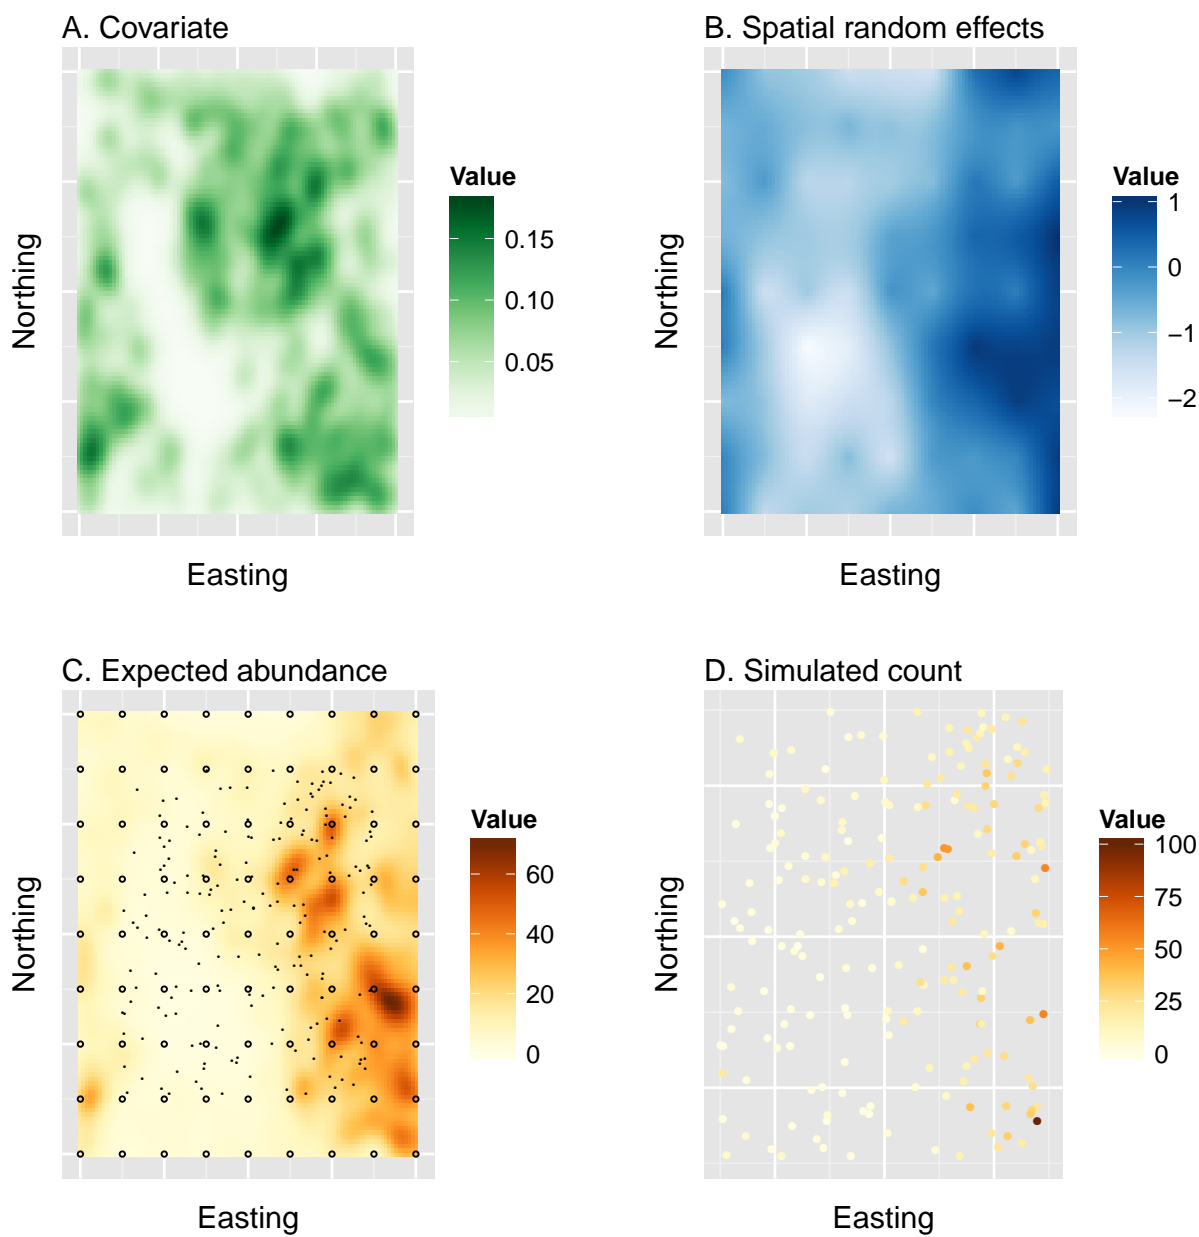 A. Covariate
Northing
Easting
Value
0.15
0.10
0.05
B. Spatial random effects
Northing
Easting
Value
1
0
−1
−2
C. Expected abundance
Northing
Easting
Value
60
40
20
0
D. Simulated count
Northing
Easting
Value
100
75
50
25
0